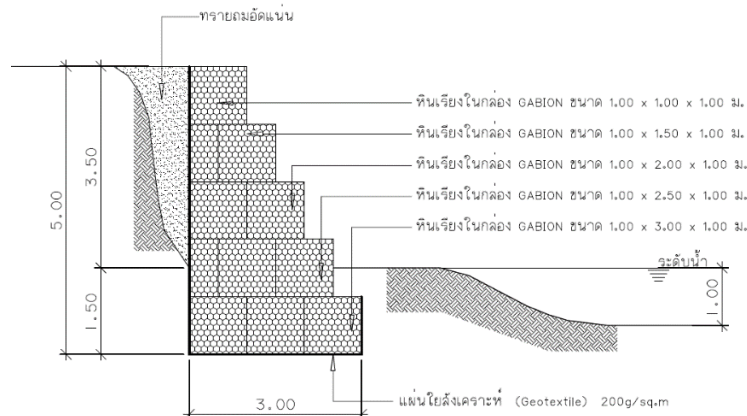 ทรายถมอัดแน่น
หินเรียงในกล่อง GABION ขนาด 1.00 x 1.00 x 1.00 ม.
หินเรียงในกล่อง GABION ขนาด 1.00 x 1.50 x 1.00 ม.
หินเรียงในกล่อง GABION ขนาด 1.00 x 2.00 x 1.00 ม.
หินเรียงในกล่อง GABION ขนาด 1.00 x 2.50 x 1.00 ม.
หินเรียงในกล่อง GABION ขนาด 1.00 x 3.00 x 1.00 ม.
3.50
5.00
ระดับน้ำ
1.00
1.50
3.00
แผ่นใยสังเคราะห์ (Geotextile) 200g/sq.m